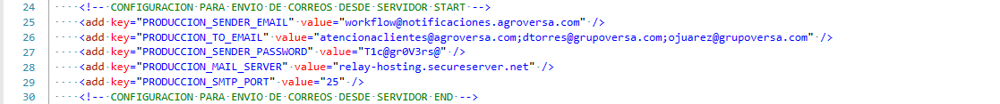 24 <!-- CONFIGURACION PARA ENVIO DE CORREOS DESDE SERVIDOR START -->
25 <add key="PRODUCCION_SENDER_EMAIL" value="workflow@notificaciones.agroversa.com" />
26 <add key="PRODUCCION_TO_EMAIL" value="atencionaclientes@agroversa.com;dtorres@grupoversa.com;ojuarez@grupoversa.com" />
27 <add key="PRODUCCION_SENDER_PASSWORD" value="T1c@gr0V3rs@" />
28 <add key="PRODUCCION_MAIL_SERVER" value="relay-hosting.secureserver.net" />
29 <add key="PRODUCCION_SMTP_PORT" value="25" />
30 <!-- CONFIGURACION PARA ENVIO DE CORREOS DESDE SERVIDOR END -->